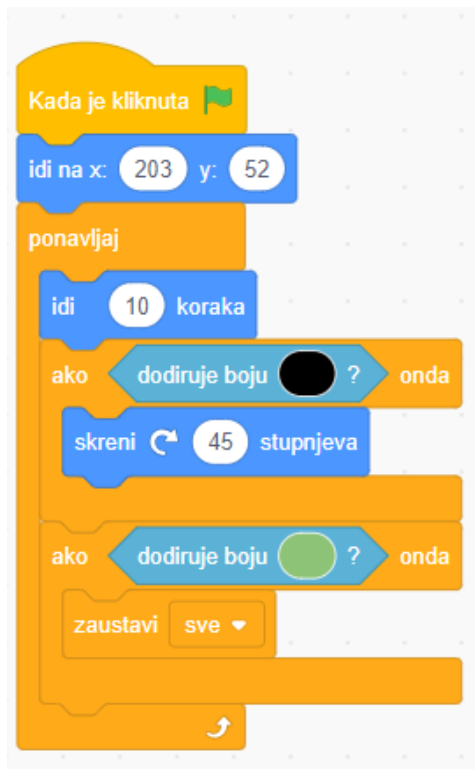 Kada je kliknuta
idi na x: 203 y: 52
ponavljaj
idi 10 koraka
ako dodiruje boju ? onda
skreni 45 stupnjeva
ako dodiruje boju ? onda
zaustavi sve